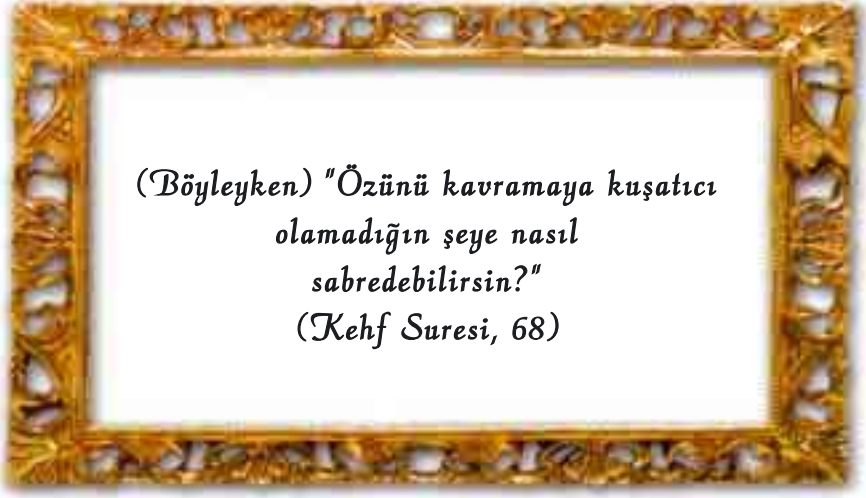 (Böyleyken) "Özünü kavramaya kuşatıcı
olamadığın şeye nasıl
sabredebilirsin?"
(Kehf Suresi, 68)